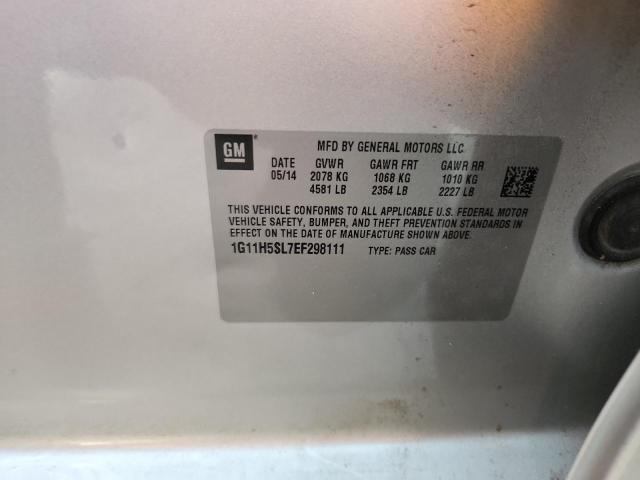 GM
MFD BY GENERAL MOTORS LLC
DATE GVWR GAWR FRT GAWR RR
05/14 2078 KG 1068 KG 1010 KG
4581 LB 2354 LB 2227 LB
THIS VEHICLE CONFORMS TO ALL APPLICABLE U.S. FEDERAL MOTOR
VEHICLE SAFETY, BUMPER, AND THEFT PREVENTION STANDARDS IN
EFFECT ON THE DATE OF MANUFACTURE SHOWN ABOVE.
1G11H5SL7EF298111 TYPE: PASS CAR